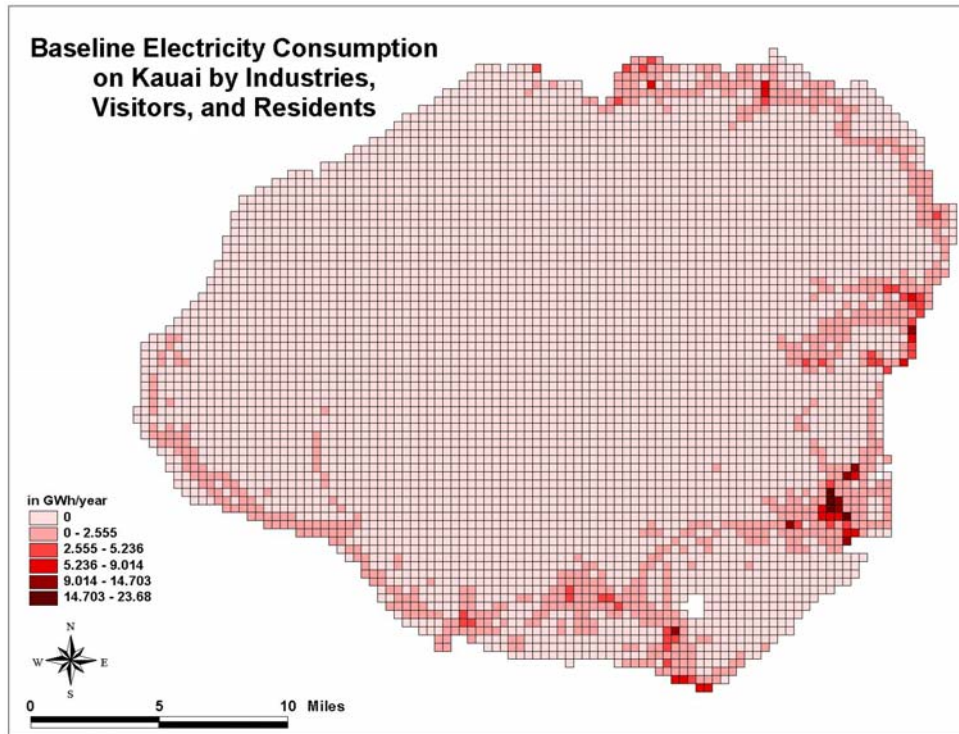 Baseline Electricity Consumption
on Kauai by Industries,
Visitors, and Residents
in GWh/year
0
0 - 2.555
2.555 - 5.236
5.236 - 9.014
9.014 - 14.703
14.703 - 23.68
N
W E
S
0 5 10 Miles